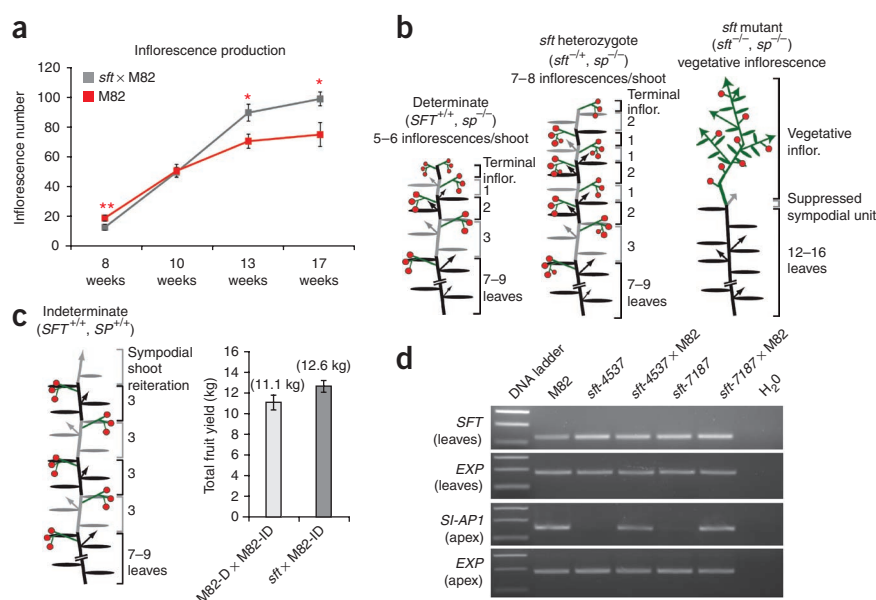 a
Inflorescence production
sft × M82
M82
Inflorescence number
120
100
80
60
40
20
0
**
*
*
8 weeks
10 weeks
13 weeks
17 weeks
b
Determinate
(SFT+/+, sp−/−)
5–6 inflorescences/shoot
Terminal
inflor.
1
2
3
7–9
leaves
sft heterozygote
(sft−/+, sp−/−)
7–8 inflorescences/shoot
Terminal
inflor.
2
1
1
2
1
2
3
7–9
leaves
sft mutant
(sft−/−, sp−/−)
vegetative inflorescence
Vegetative
inflor.
Suppressed
sympodial unit
12–16
leaves
c
Indeterminate
(SFT+/+, SP+/+)
Sympodial
shoot
reiteration
3
3
3
3
7–9
leaves
Total fruit yield (kg)
16
14
12
10
8
6
4
2
0
(11.1 kg)
(12.6 kg)
M82-D × M82-ID
sft × M82-ID
d
DNA ladder
M82
sft-4537
sft-4537 × M82
sft-7187
sft-7187 × M82
H20
SFT
(leaves)
EXP
(leaves)
SI-AP1
(apex)
EXP
(apex)